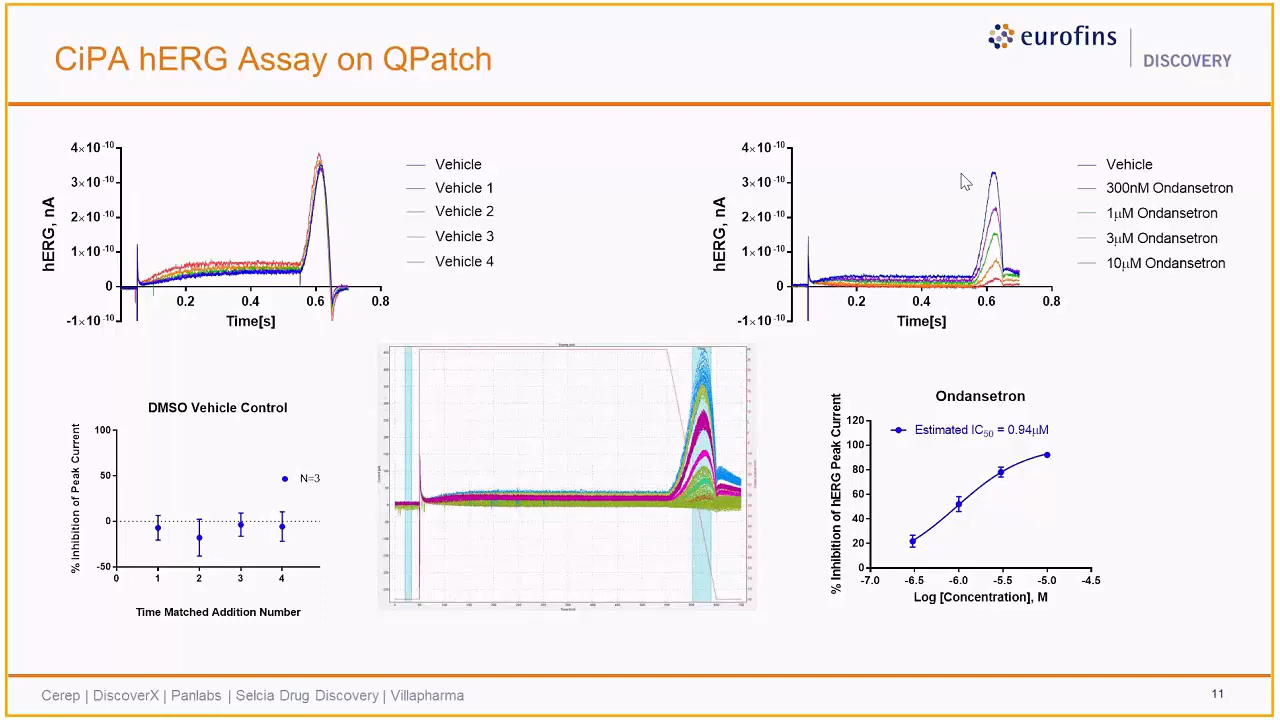 CiPA hERG Assay on QPatch
eurofins
DISCOVERY
4×10⁻¹⁰
3×10⁻¹⁰
2×10⁻¹⁰
1×10⁻¹⁰
0
-1×10⁻¹⁰
hERG, nA
0.2 0.4 0.6 0.8
Time[s]
Vehicle
Vehicle 1
Vehicle 2
Vehicle 3
Vehicle 4
4×10⁻¹⁰
3×10⁻¹⁰
2×10⁻¹⁰
1×10⁻¹⁰
0
-1×10⁻¹⁰
hERG, nA
0.2 0.4 0.6 0.8
Time[s]
Vehicle
300nM Ondansetron
1µM Ondansetron
3µM Ondansetron
10µM Ondansetron
DMSO Vehicle Control
% Inhibition of Peak Current
100
50
0
-50
N=3
0 1 2 3 4
Time Matched Addition Number
Ondansetron
% Inhibition of hERG Peak Current
120
100
80
60
40
20
0
Estimated IC₅₀ = 0.94µM
-7.0 -6.5 -6.0 -5.5 -5.0 -4.5
Log [Concentration], M
Cerep | DiscoverX | Panlabs | Selcia Drug Discovery | Villapharma
11